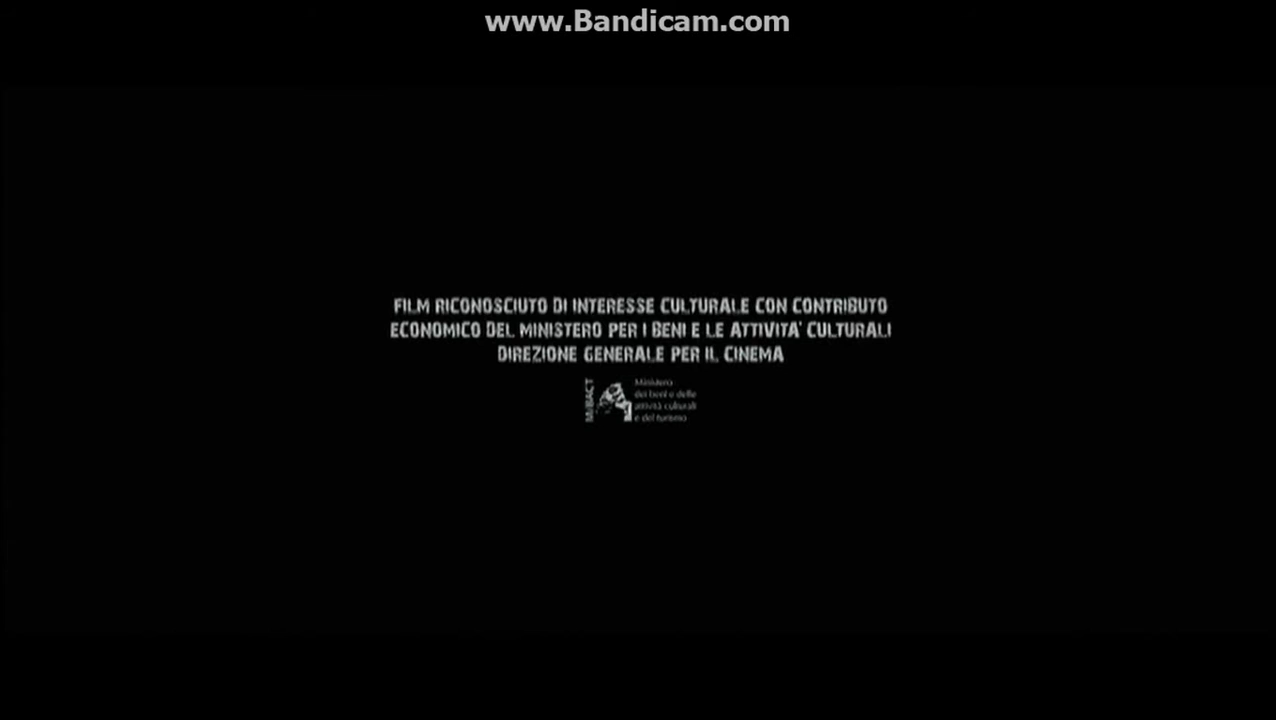 www.Bandicam.com
FILM RICONOSCIUTO DI INTERESSE CULTURALE CON CONTRIBUTO
ECONOMICO DEL MINISTERO PER I BENI E LE ATTIVITA' CULTURALI
DIREZIONE GENERALE PER IL CINEMA
MiBACT
Ministero
dei beni e delle
attività culturali
e del turismo